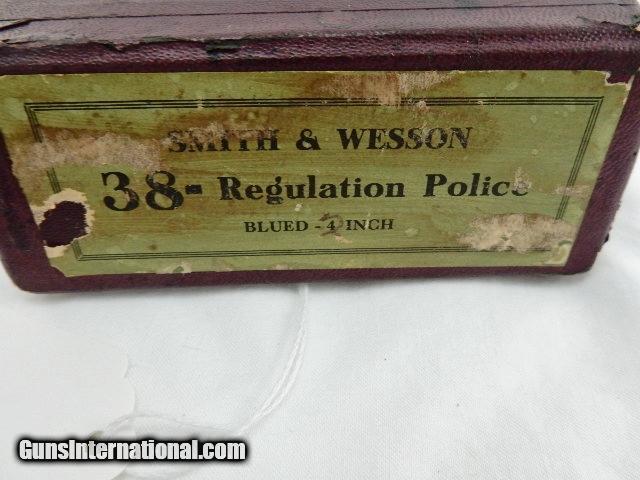 SMITH & WESSON
38- Regulation Police
BLUED - 4 INCH
GunsInternational.com